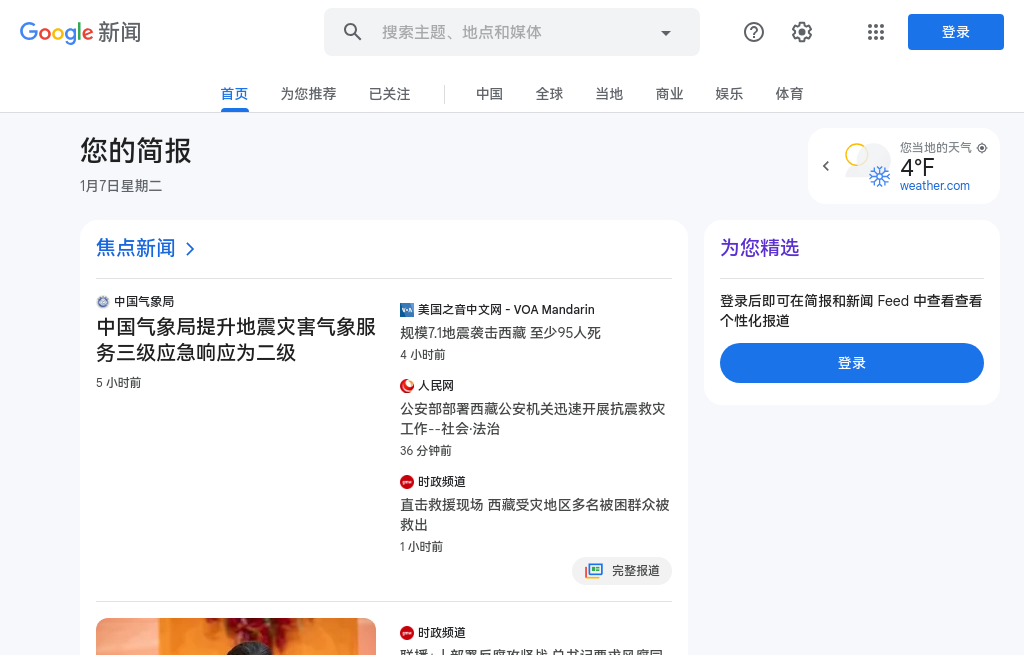 Google 新闻
搜索主题、地点和媒体
登录
首页
为您推荐
已关注
中国
全球
当地
商业
娱乐
体育
您的简报
1月7日星期二
您当地的天气
4°F
weather.com
焦点新闻
中国气象局
中国气象局提升地震灾害气象服
务三级应急响应为二级
5 小时前
美国之音中文网 - VOA Mandarin
规模7.1地震袭击西藏 至少95人死
4 小时前
人民网
公安部部署西藏公安机关迅速开展抗震救灾
工作--社会·法治
36 分钟前
时政频道
直击救援现场 西藏受灾地区多名被困群众被
救出
1 小时前
完整报道
为您精选
登录后即可在简报和新闻 Feed 中查看查看
个性化报道
登录
时政频道